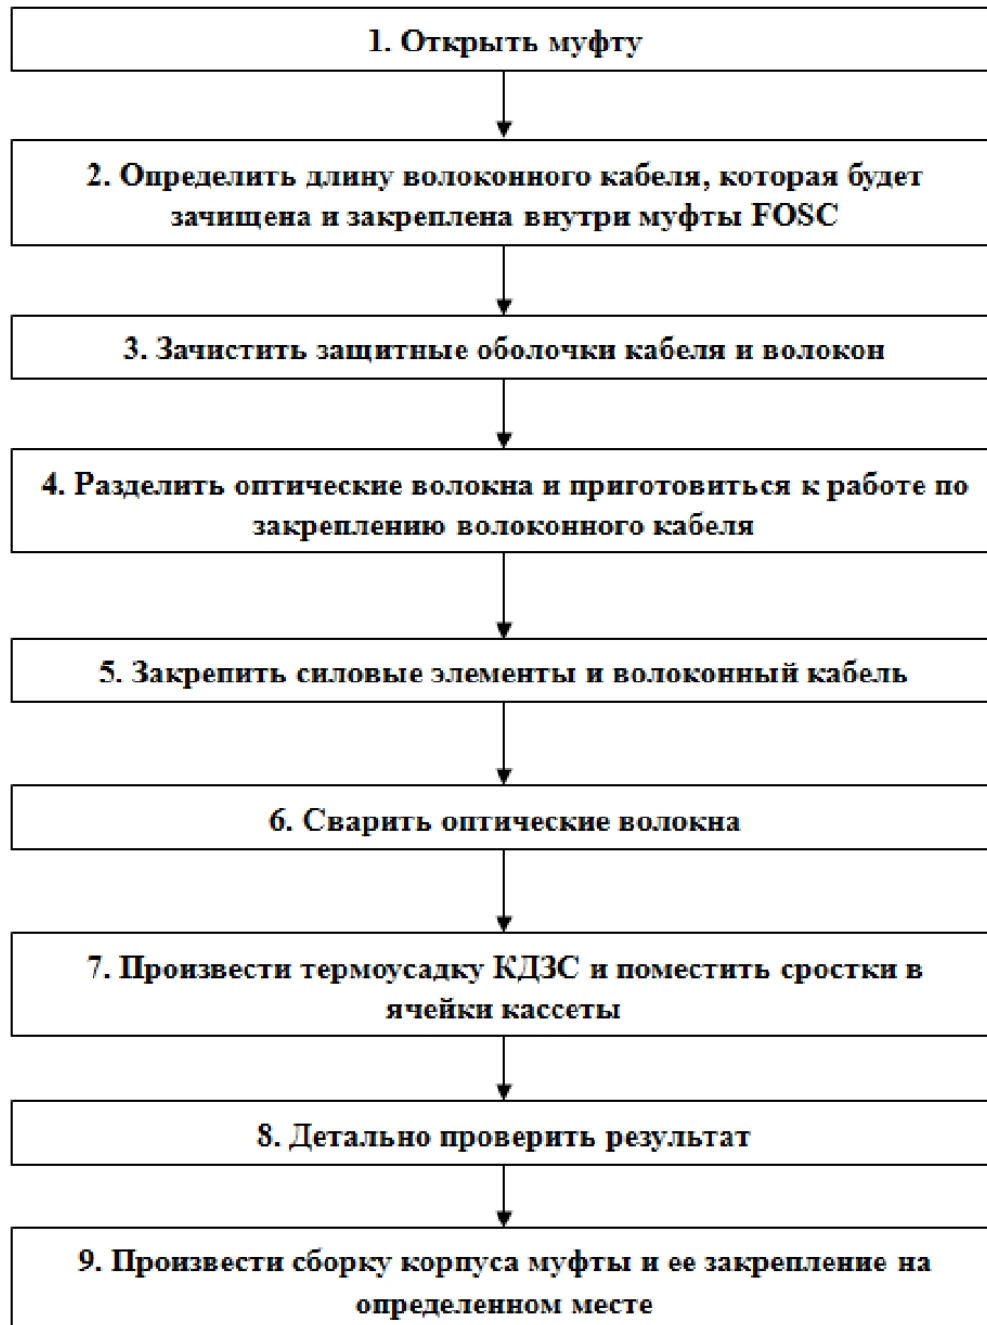 1. Открыть муфту
2. Определить длину волоконного кабеля, которая будет
зачищена и закреплена внутри муфты FOSC
3. Зачистить защитные оболочки кабеля и волокон
4. Разделить оптические волокна и приготовиться к работе по
закреплению волоконного кабеля
5. Закрепить силовые элементы и волоконный кабель
6. Сварить оптические волокна
7. Произвести термоусадку КДЗС и поместить сростки в
ячейки кассеты
8. Детально проверить результат
9. Произвести сборку корпуса муфты и ее закрепление на
определенном месте